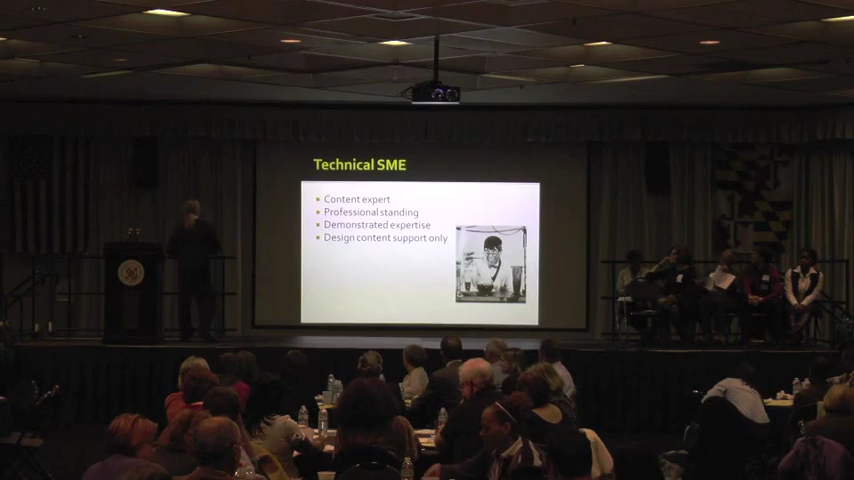 Technical SME
Content expert
Professional standing
Demonstrated expertise
Design content support only